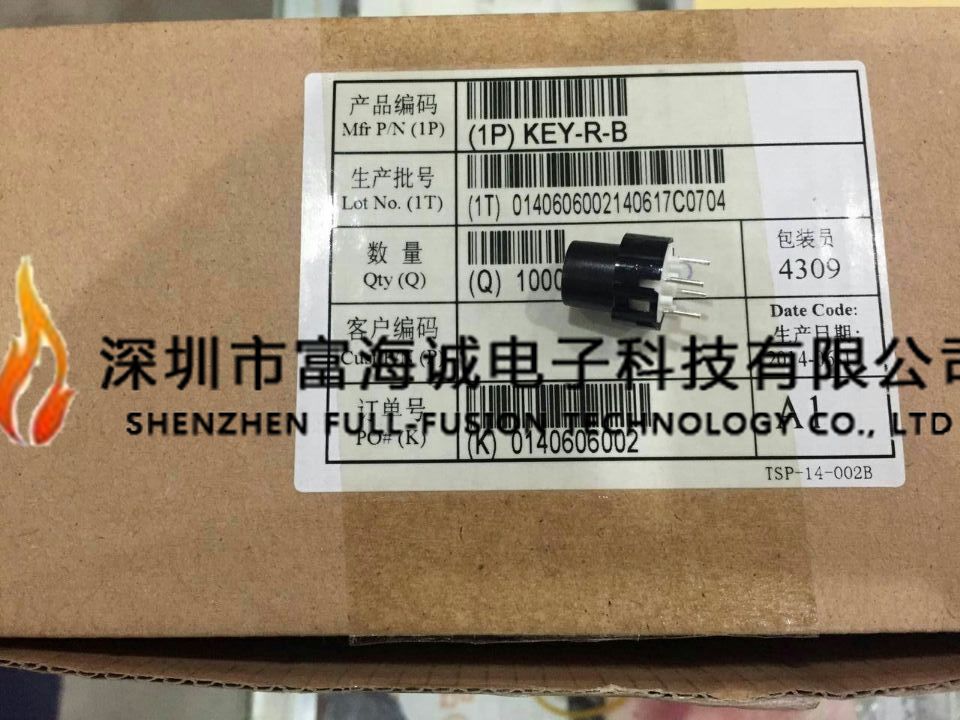 产品编码
Mfr P/N (1P)
(1P) KEY-R-B
生产批号
Lot No. (1T)
(1T) 0140606002140617C0704
数 量
Qty (Q)
(Q) 1000
包装员
4309
客户编码
Date Code:
生产日期:
深圳市富海诚电子科技有限公司
SHENZHEN FULL-FUSION TECHNOLOGY CO., LTD
订单号
PO# (K)
(K) 0140606002
A1
TSP-14-002B